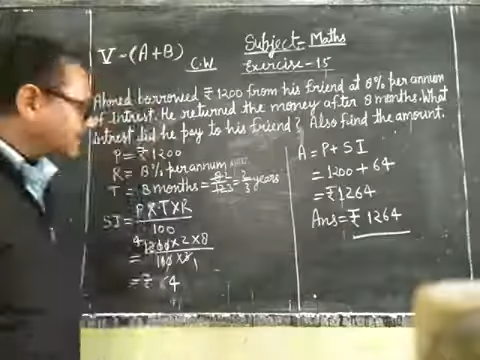 V-(A+B)
C.W
Subject= Maths
Exercise-15
Ahmed borrowed ₹1200 from his friend at 8% per annum
of Intrest. He returned the money after 8 months. What
intrest did he pay to his friend? Also find the amount.
P=₹1200
R= 8% per annum
T= 8 months = 8/12 = 2/3 years
SI= P×T×R
100
= 1200×2×8
100×3
=₹ 64
A= P+SI
= 1200+64
=₹1264
Ans=₹1264